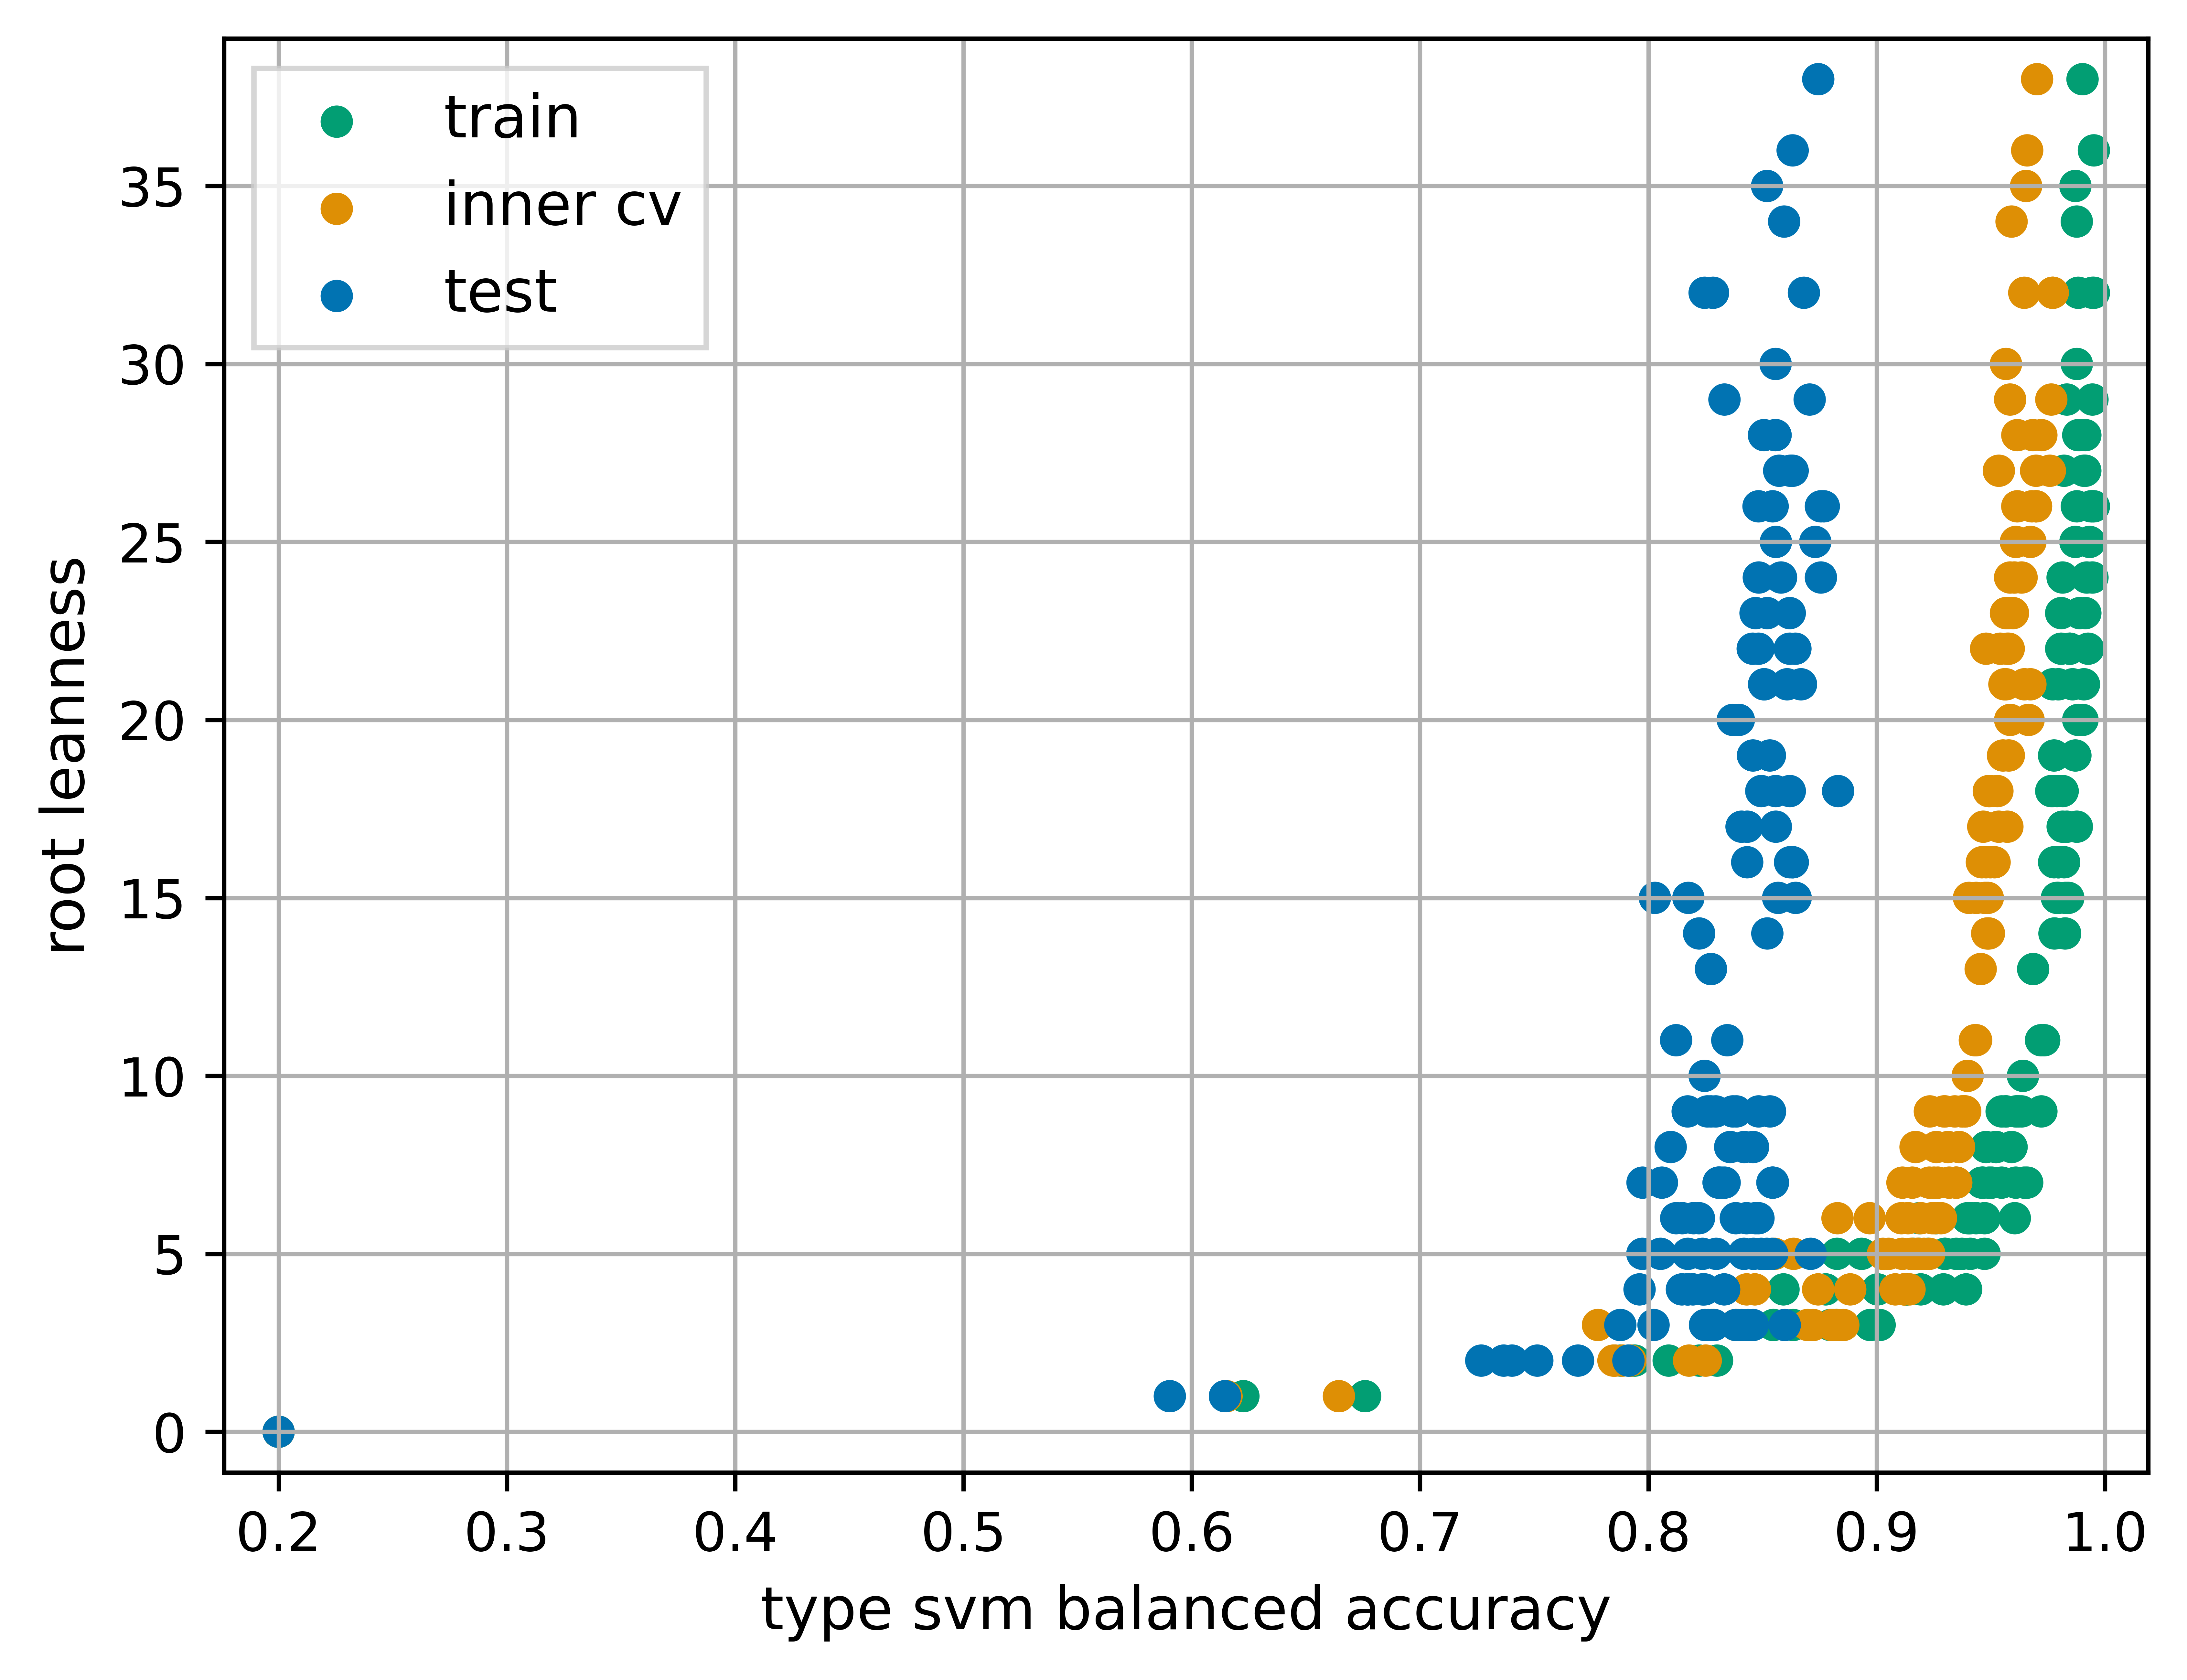 train
inner cv
test
35
30
25
20
15
10
5
0
root leanness
0.2 0.3 0.4 0.5 0.6 0.7 0.8 0.9 1.0
type svm balanced accuracy